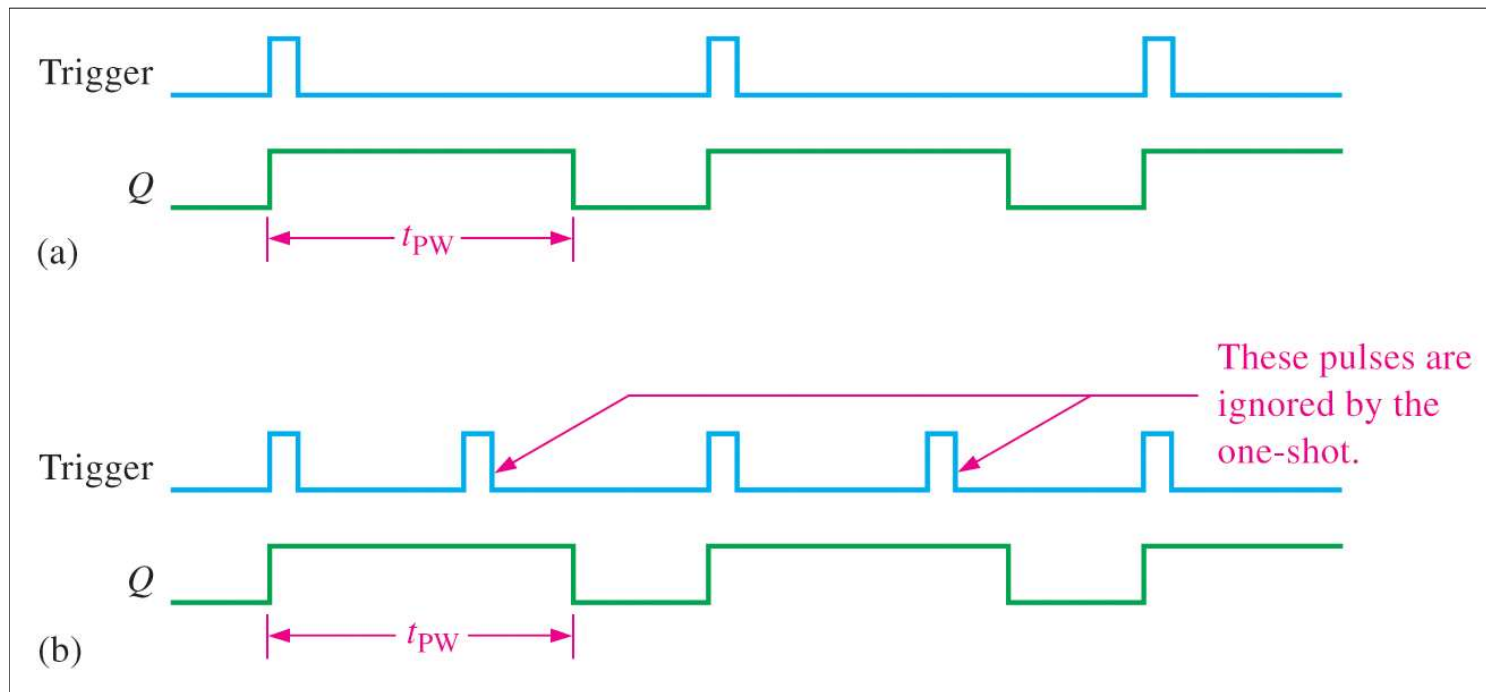 Trigger
Q
tPW
(a)
These pulses are
ignored by the
one-shot.
Trigger
Q
tPW
(b)